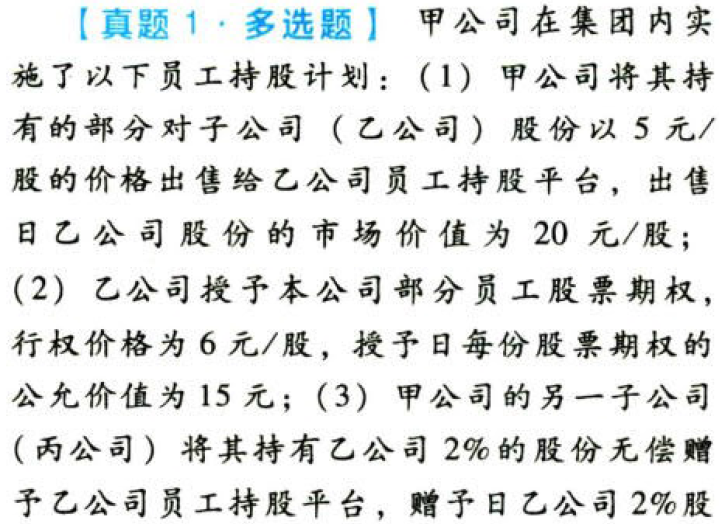 【真题1·多选题】 甲公司在集团内实
施了以下员工持股计划：(1) 甲公司将其持
有的部分对子公司（乙公司）股份以 5 元/
股的价格出售给乙公司员工持股平台，出售
日乙公司股份的市场价值为 20 元/股；
(2) 乙公司授予本公司部分员工股票期权，
行权价格为 6 元/股，授予日每份股票期权的
公允价值为 15 元；(3) 甲公司的另一子公司
(丙公司) 将其持有乙公司 2%的股份无偿赠
予乙公司员工持股平台，赠予日乙公司 2%股